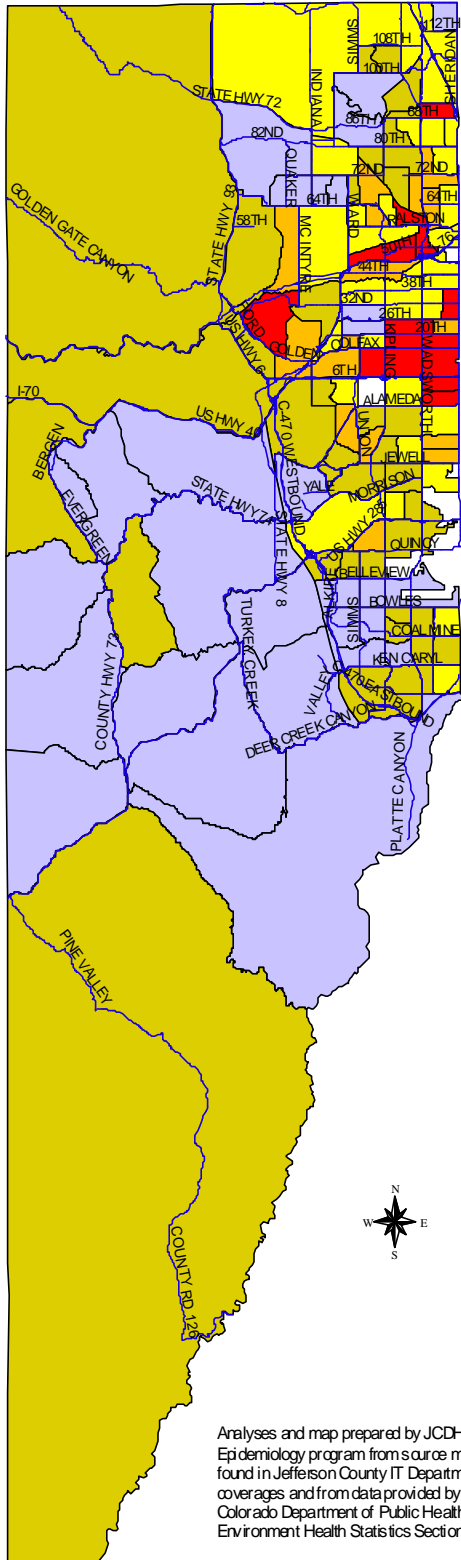 112TH
108TH
100TH
SIMMS
SHERIDAN
INDIANA
STATE HWY 72
88TH
86TH
82ND
80TH
QUAKER
72ND
72ND
64TH
64TH
WARD
GOLDEN GATE CANYON
STATE HWY 93
58TH
MC INTYRE
RALSTON
50TH
76
44TH
38TH
32ND
26TH
20TH
FORD
US HWY 6
GOLDEN
COLFAX
KIPLING
WADSWORTH
6TH
I-70
ALAMEDA
US HWY 40
C-470 WESTBOUND
UNION
BERGEN
JEWELL
EVERGREEN
STATE HWY 74
YALE
MORRISON
STATE HWY 8
US HWY 285
QUINCY
BELLEVIEW
SIMMS
BOWLES
TURKEY CREEK
COAL MINE
COUNTY HWY 73
KEN CARYL
VALLEY
C-470 EASTBOUND
DEER CREEK CANYON
PLATTE CANYON
PINE VALLEY
N
W E
S
COUNTY RD 126
Analyses and map prepared by JCDH
Epidemiology program from source m
found in Jefferson County IT Departm
coverages and from data provided by
Colorado Department of Public Health
Environment Health Statistics Section